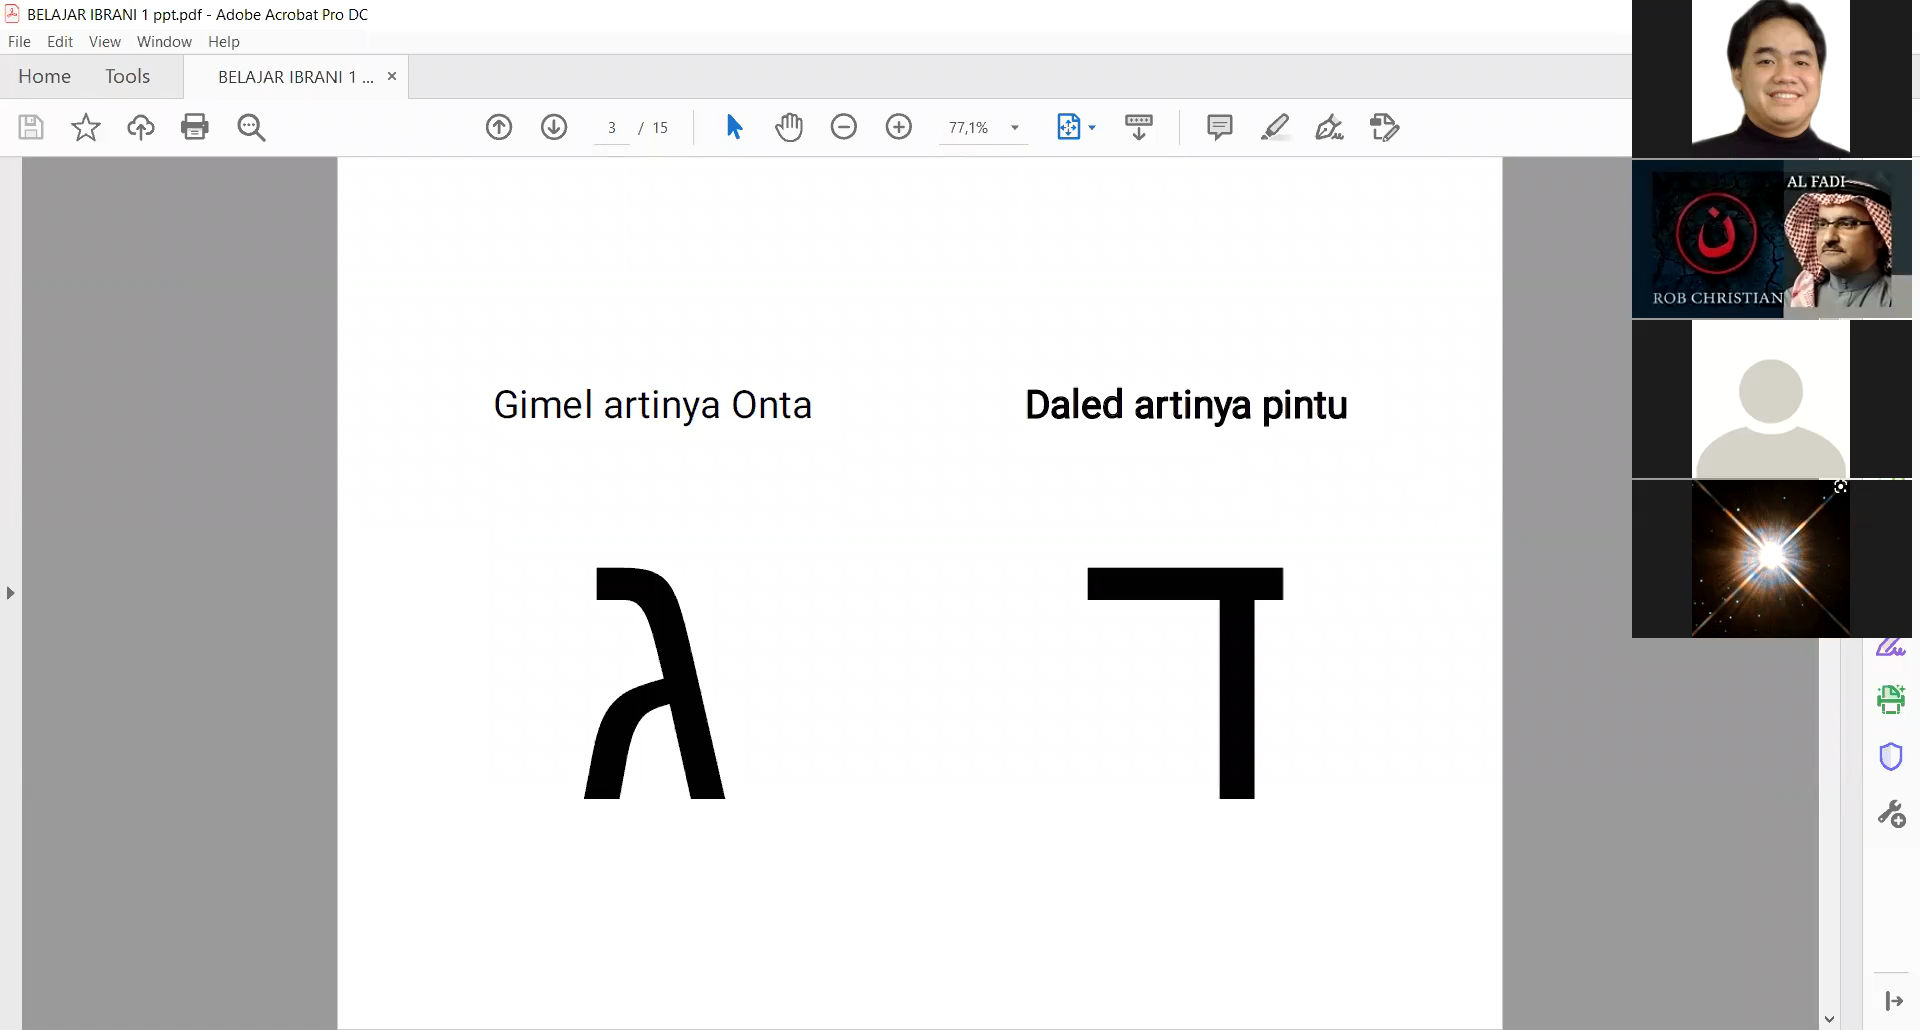 BELAJAR IBRANI 1 ppt.pdf - Adobe Acrobat Pro DC
File Edit View Window Help
Home Tools BELAJAR IBRANI 1 ... ×
3 / 15 77,1%
AL FADI
ن
ROB CHRISTIAN
Gimel artinya Onta Daled artinya pintu
ג ד